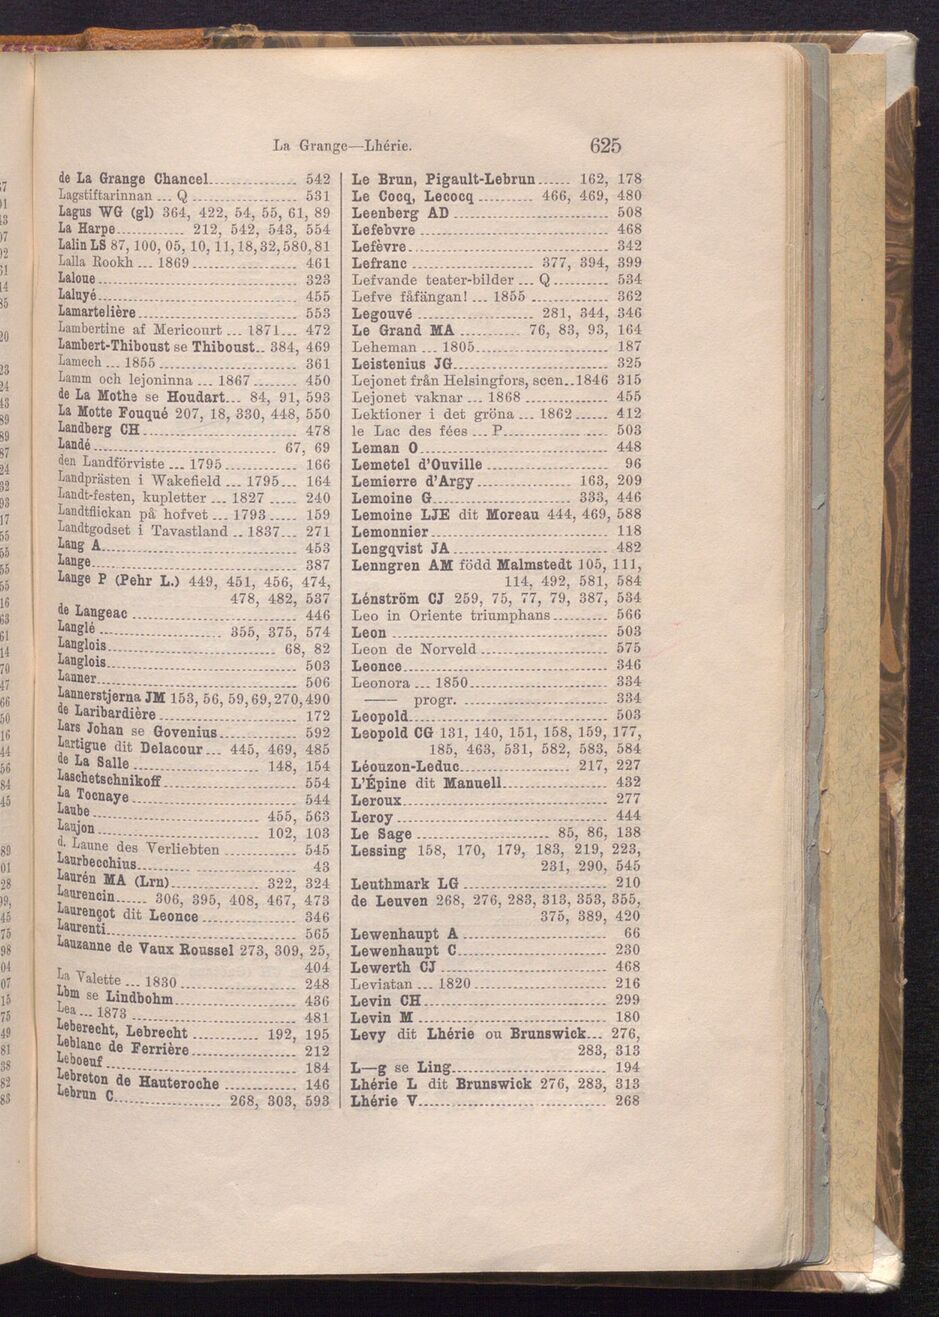 La Grange—Lhérie. 625
de La Grange Chancel 542
Lagstiftarinnan ... Q 531
Lagus WG (gl) 364, 422, 54, 55, 61, 89
La Harpe 212, 542, 543, 554
Lalin LS 87, 100, 05, 10, 11, 18, 32, 580, 81
Lalla Rookh ... 1869 461
Laloue 323
Laluyé 455
Lamartelière 553
Lambertine af Mericourt ... 1871 472
Lambert-Thiboust se Thiboust 384, 469
Lamech ... 1855 361
Lamm och lejoninna ... 1867 450
de La Mothe se Houdart 84, 91, 593
La Motte Fouqué 207, 18, 330, 448, 550
Landberg CH 478
Landé 67, 69
den Landförviste ... 1795 166
Landprästen i Wakefield ... 1795 164
Landt-festen, kupletter ... 1827 240
Landtflickan på hofvet ... 1793 159
Landtgodset i Tavastland .. 1837 271
Lang A 453
Lange 387
Lange P (Pehr L.) 449, 451, 456, 474,
478, 482, 537
de Langeac 446
Langlé 355, 375, 574
Langlois 68, 82
Langlois 503
Lanner 506
Lannerstjerna JM 153, 56, 59, 69, 270, 490
de Laribardière 172
Lars Johan se Govenius 592
Lartigue dit Delacour 445, 469, 485
de La Salle 148, 154
Laschetschnikoff 554
La Tocnaye 544
Laube 455, 563
Laujon 102, 103
d. Laune des Verliebten 545
Laurbecchius 43
Laurén MA (Lrn) 322, 324
Laurencin 306, 395, 408, 467, 473
Laurençot dit Leonce 346
Laurenti 565
Lauzanne de Vaux Roussel 273, 309, 25,
404
La Valette ... 1830 248
Lbm se Lindbohm 436
Lea ... 1873 481
Leberecht, Lebrecht 192, 195
Leblanc de Ferrière 212
Leboeuf 184
Lebreton de Hauteroche 146
Lebrun C 268, 303, 593
Le Brun, Pigault-Lebrun 162, 178
Le Cocq, Lecocq 466, 469, 480
Leenberg AD 508
Lefebvre 468
Lefèvre 342
Lefranc 377, 394, 399
Lefvande teater-bilder ... Q 534
Lefve fåfängan! ... 1855 362
Legouvé 281, 344, 346
Le Grand MA 76, 83, 93, 164
Leheman ... 1805 187
Leistenius JG 325
Lejonet från Helsingfors, scen..1846 315
Lejonet vaknar ... 1868 455
Lektioner i det gröna ... 1862 412
le Lac des fées ... P 503
Leman O 448
Lemetel d'Ouville 96
Lemierre d'Argy 163, 209
Lemoine G 333, 446
Lemoine LJE dit Moreau 444, 469, 588
Lemonnier 118
Lengqvist JA 482
Lenngren AM född Malmstedt 105, 111,
114, 492, 581, 584
Lénström CJ 259, 75, 77, 79, 387, 534
Leo in Oriente triumphans 566
Leon 503
Leon de Norveld 575
Leonce 346
Leonora ... 1850 334
—— progr. 334
Leopold 503
Leopold CG 131, 140, 151, 158, 159, 177,
185, 463, 531, 582, 583, 584
Léouzon-Leduc 217, 227
L'Épine dit Manuell 432
Leroux 277
Leroy 444
Le Sage 85, 86, 138
Lessing 158, 170, 179, 183, 219, 223,
231, 290, 545
Leuthmark LG 210
de Leuven 268, 276, 283, 313, 353, 355,
375, 389, 420
Lewenhaupt A 66
Lewenhaupt C 230
Lewerth CJ 468
Leviatan ... 1820 216
Levin CH 299
Levin M 180
Levy dit Lhérie ou Brunswick 276,
283, 313
L—g se Ling 194
Lhérie L dit Brunswick 276, 283, 313
Lhérie V 268